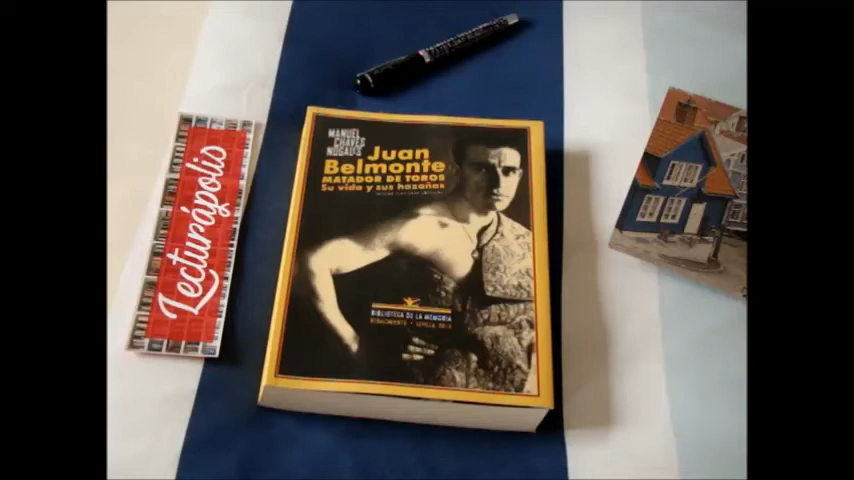 MANUEL
CHAVES
NOGALES
Juan
Belmonte
MATADOR DE TOROS
Su vida y sus hazañas
BIBLIOTECA DE LA MEMORIA
RENACIMIENTO • SEVILLA
Lecturápolis